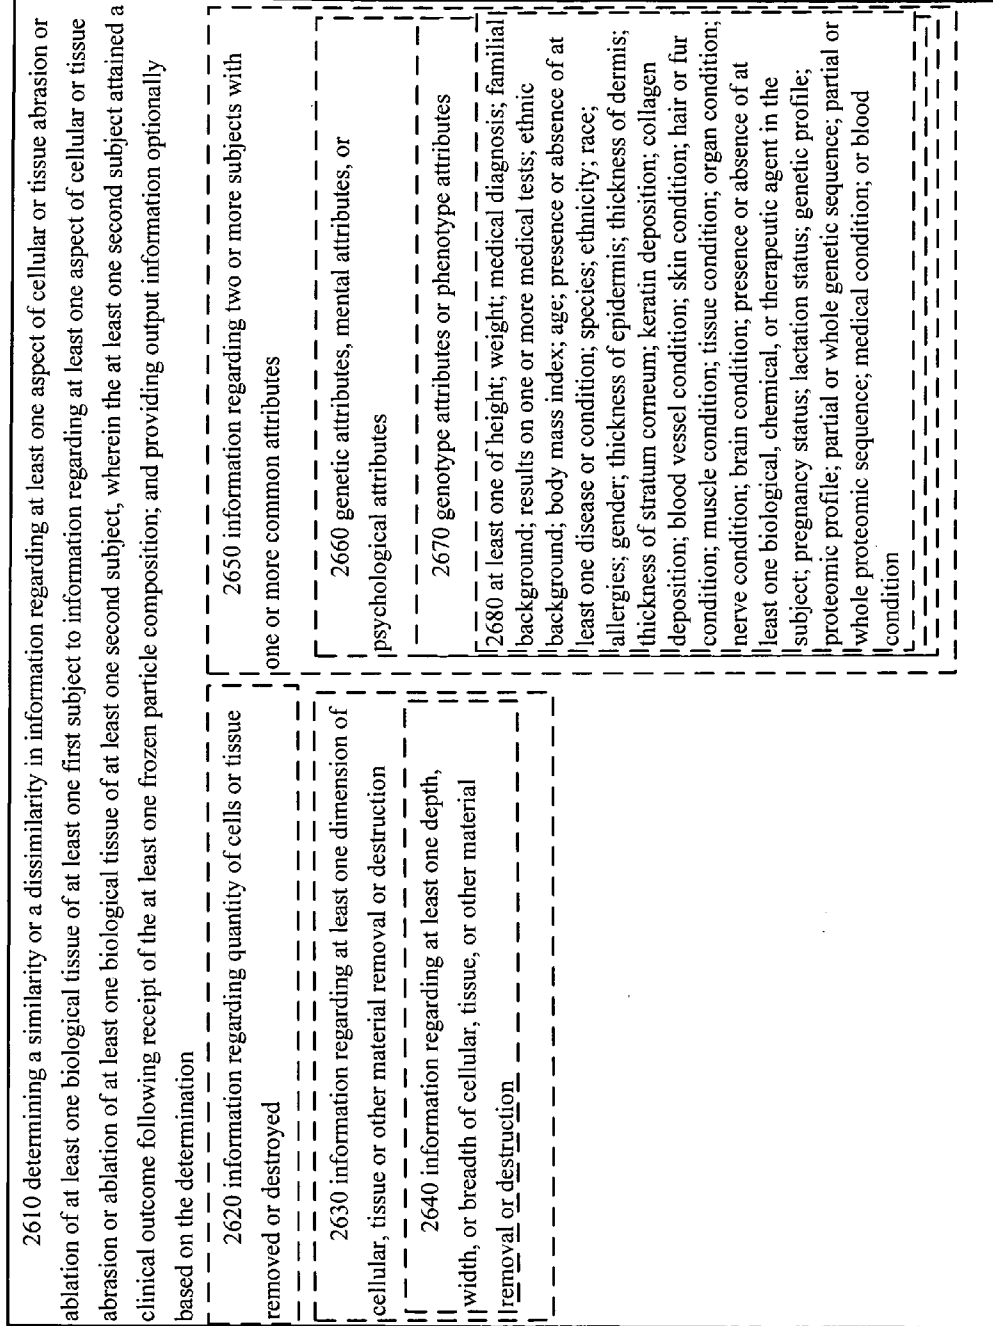 2610 determining a similarity or a dissimilarity in information regarding at least one aspect of cellular or tissue abrasion or
ablation of at least one biological tissue of at least one first subject to information regarding at least one aspect of cellular or tissue
abrasion or ablation of at least one biological tissue of at least one second subject, wherein the at least one second subject attained a
clinical outcome following receipt of the at least one frozen particle composition; and providing output information optionally
based on the determination
2620 information regarding quantity of cells or tissue
removed or destroyed
2630 information regarding at least one dimension of
cellular, tissue or other material removal or destruction
2640 information regarding at least one depth,
width, or breadth of cellular, tissue, or other material
removal or destruction
2650 information regarding two or more subjects with
one or more common attributes
2660 genetic attributes, mental attributes, or
psychological attributes
2670 genotype attributes or phenotype attributes
2680 at least one of height; weight; medical diagnosis; familial
background; results on one or more medical tests; ethnic
background; body mass index; age; presence or absence of at
least one disease or condition; species; ethnicity; race;
allergies; gender; thickness of epidermis; thickness of dermis;
thickness of stratum corneum; keratin deposition; collagen
deposition; blood vessel condition; skin condition; hair or fur
condition; muscle condition; tissue condition; organ condition;
nerve condition; brain condition; presence or absence of at
least one biological, chemical, or therapeutic agent in the
subject; pregnancy status; lactation status; genetic profile;
proteomic profile; partial or whole genetic sequence; partial or
whole proteomic sequence; medical condition; or blood
condition